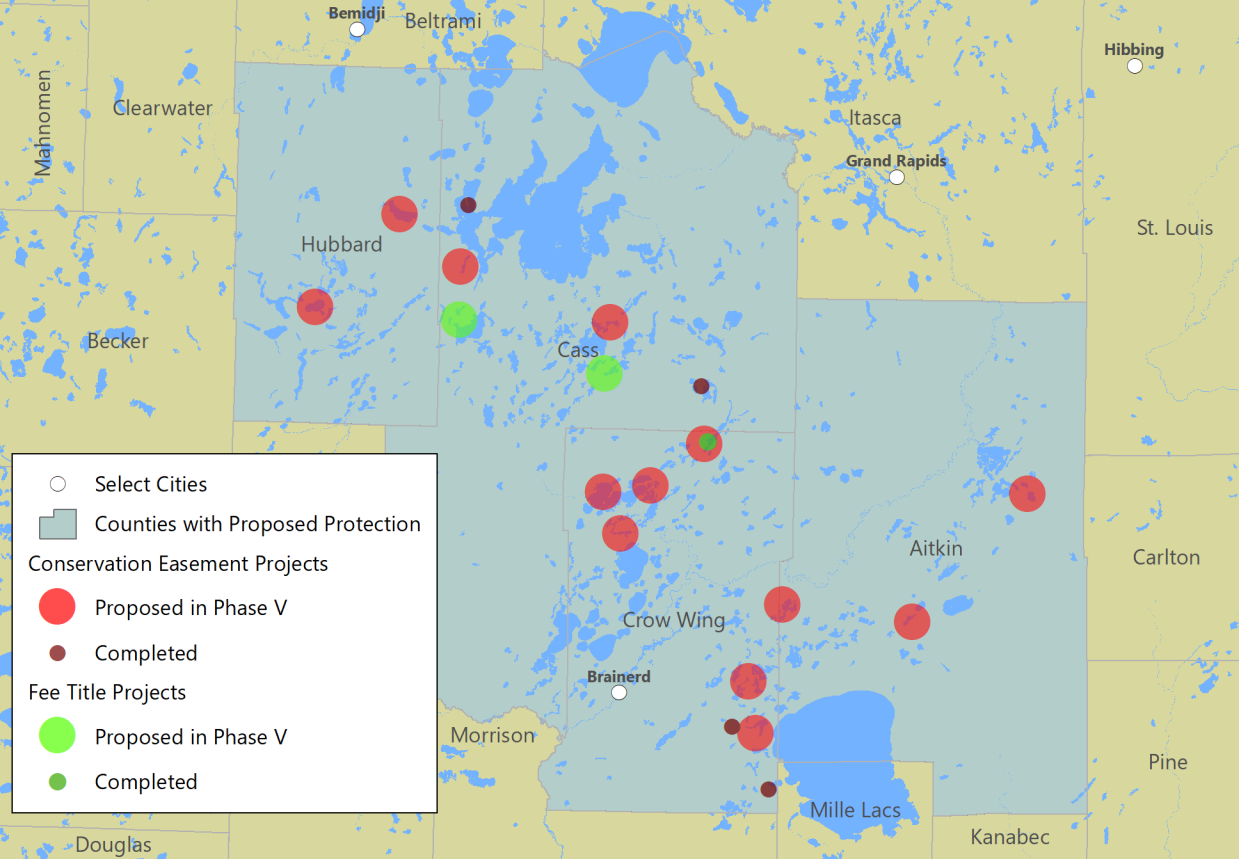 Bemidji
Beltrami
Hibbing
Mahnomen
Clearwater
Itasca
Grand Rapids
St. Louis
Hubbard
Becker
Cass
Select Cities
Counties with Proposed Protection
Conservation Easement Projects
Proposed in Phase V
Completed
Fee Title Projects
Proposed in Phase V
Completed
Aitkin
Carlton
Crow Wing
Brainerd
Morrison
Pine
Mille Lacs
Kanabec
Douglas